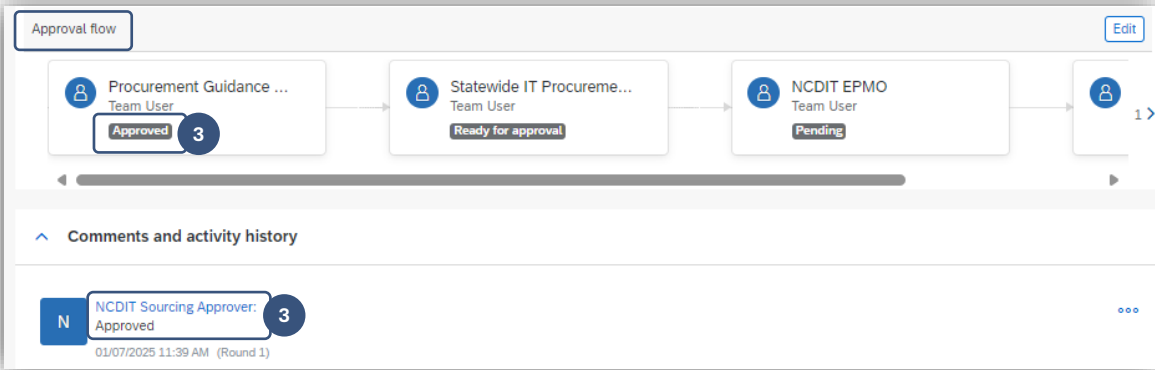 Approval flow
Edit
Procurement Guidance ...
Team User
Approved
3
Statewide IT Procureme...
Team User
Ready for approval
NCDIT EPMO
Team User
Pending
1
Comments and activity history
N
NCDIT Sourcing Approver:
Approved
3
01/07/2025 11:39 AM (Round 1)